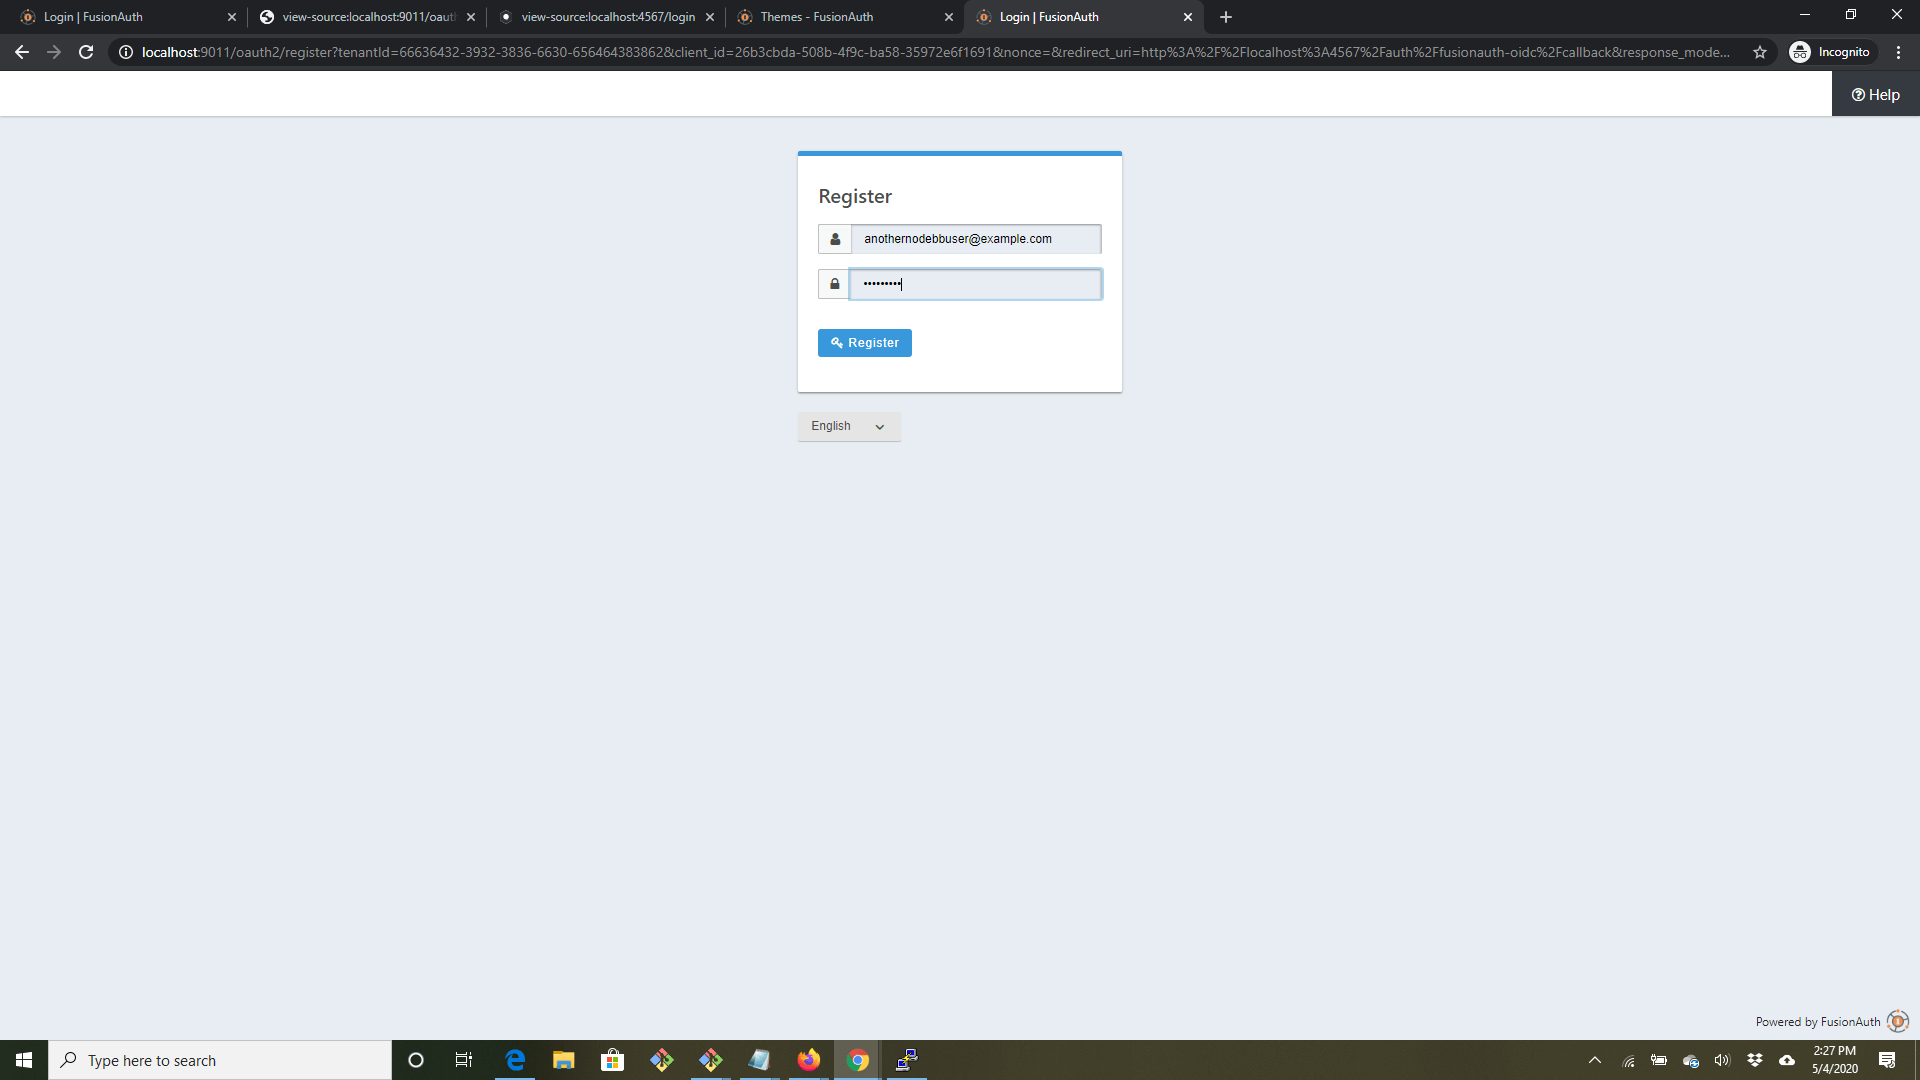 Login | FusionAuth
view-source:localhost:9011/oaut
view-source:localhost:4567/login
Themes - FusionAuth
Login | FusionAuth
localhost:9011/oauth2/register?tenantId=66636432-3932-3836-6630-656464383862&client_id=26b3cbda-508b-4f9c-ba58-35972e6f1691&nonce=&redirect_uri=http%3A%2F%2Flocalhost%3A4567%2Fauth%2Ffusionauth-oidc%2Fcallback&response_mode...
Incognito
Help
Register
anothernodebbuser@example.com
•••••••••
Register
English
Powered by FusionAuth
Type here to search
2:27 PM
5/4/2020